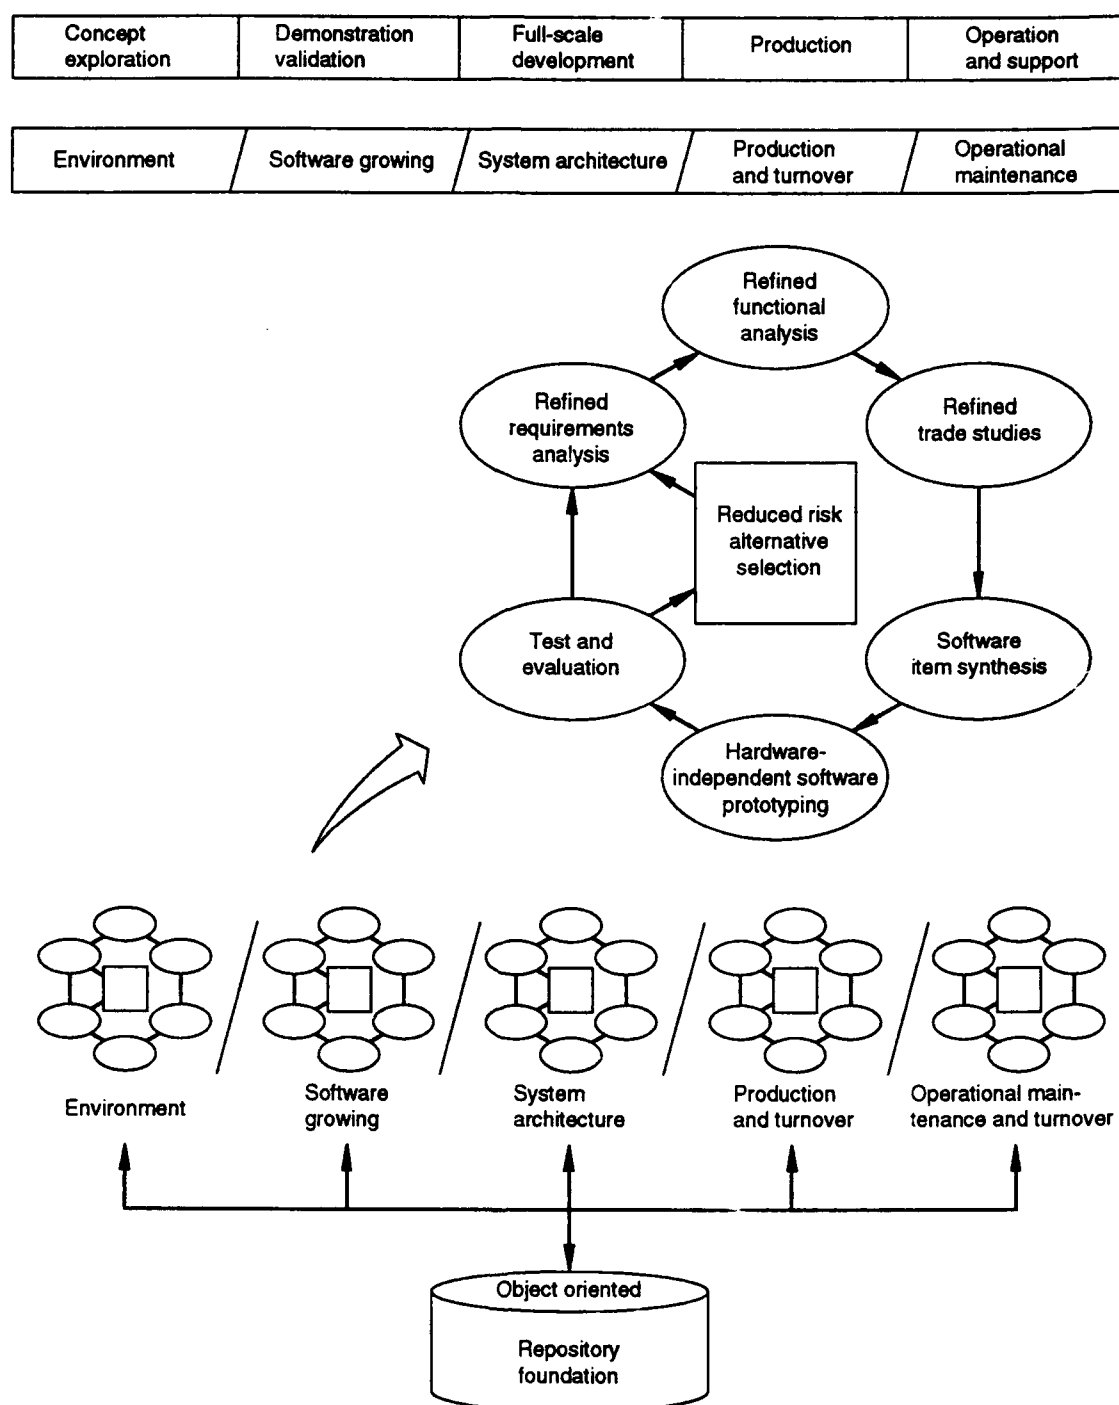 Concept
exploration
Demonstration
validation
Full-scale
development
Production
Operation
and support
Environment
Software growing
System architecture
Production
and turnover
Operational
maintenance
Refined
functional
analysis
Refined
requirements
analysis
Refined
trade studies
Reduced risk
alternative
selection
Test and
evaluation
Software
item synthesis
Hardware-
independent software
prototyping
Environment
Software
growing
System
architecture
Production
and turnover
Operational main-
tenance and turnover
Object oriented
Repository
foundation